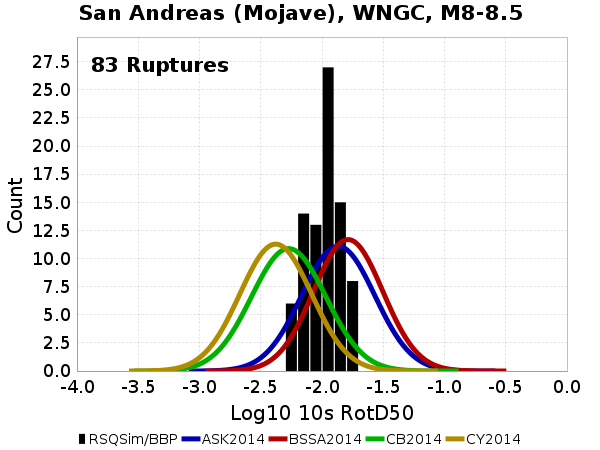 San Andreas (Mojave), WNGC, M8-8.5
83 Ruptures
Count
27.5
25.0
22.5
20.0
17.5
15.0
12.5
10.0
7.5
5.0
2.5
0.0
-4.0 -3.5 -3.0 -2.5 -2.0 -1.5 -1.0 -0.5 0.0
Log10 10s RotD50
RSQSim/BBP ASK2014 BSSA2014 CB2014 CY2014